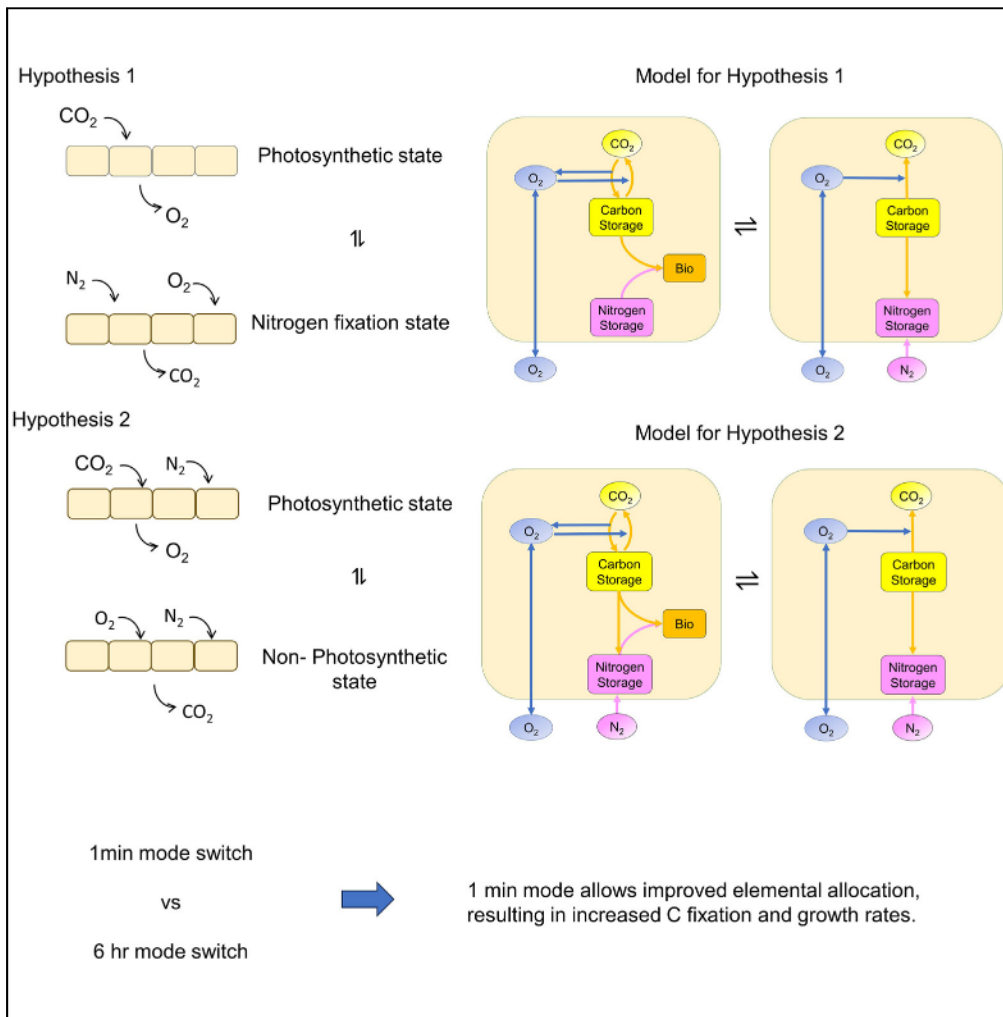 Hypothesis 1
CO₂
Photosynthetic state
O₂
⥮
N₂
O₂
Nitrogen fixation state
CO₂
Model for Hypothesis 1
CO₂
O₂
Carbon
Storage
Bio
Nitrogen
Storage
O₂
⇌
CO₂
O₂
Carbon
Storage
Nitrogen
Storage
O₂
N₂
Hypothesis 2
CO₂
N₂
Photosynthetic state
O₂
⥮
O₂
N₂
Non- Photosynthetic
state
CO₂
Model for Hypothesis 2
CO₂
O₂
Carbon
Storage
Bio
Nitrogen
Storage
O₂
N₂
⇌
CO₂
O₂
Carbon
Storage
Nitrogen
Storage
O₂
N₂
1min mode switch
vs
6 hr mode switch
1 min mode allows improved elemental allocation,
resulting in increased C fixation and growth rates.